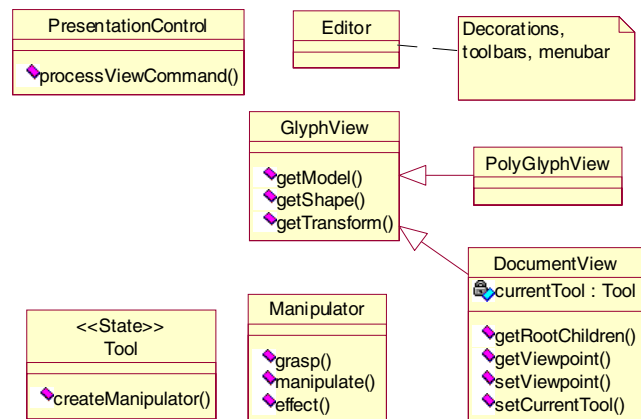 PresentationControl
processViewCommand()
Editor
Decorations,
toolbars, menubar
GlyphView
getModel()
getShape()
getTransform()
PolyGlyphView
DocumentView
currentTool : Tool
getRootChildren()
getViewpoint()
setViewpoint()
setCurrentTool()
<<State>>
Tool
createManipulator()
Manipulator
grasp()
manipulate()
effect()